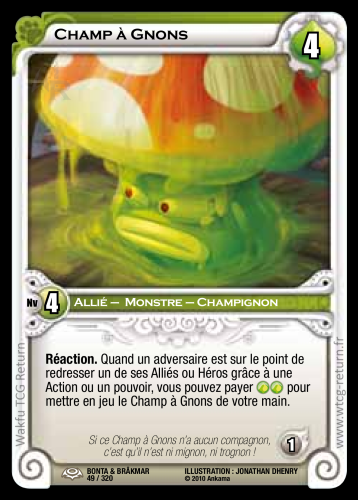 Champ à Gnons
4
Nv 4
Allié – Monstre – Champignon
Réaction. Quand un adversaire est sur le point de
redresser un de ses Alliés ou Héros grâce à une
Action ou un pouvoir, vous pouvez payer
pour
mettre en jeu le Champ à Gnons de votre main.
Si ce Champ à Gnons n'a aucun compagnon,
c'est qu'il n'est ni mignon, ni trognon !
1
BONTA & BRÂKMAR
49 / 320
ILLUSTRATION : JONATHAN DHENRY
© 2010 Ankama
Wakfu TCG Return
www.wtcg-return.fr